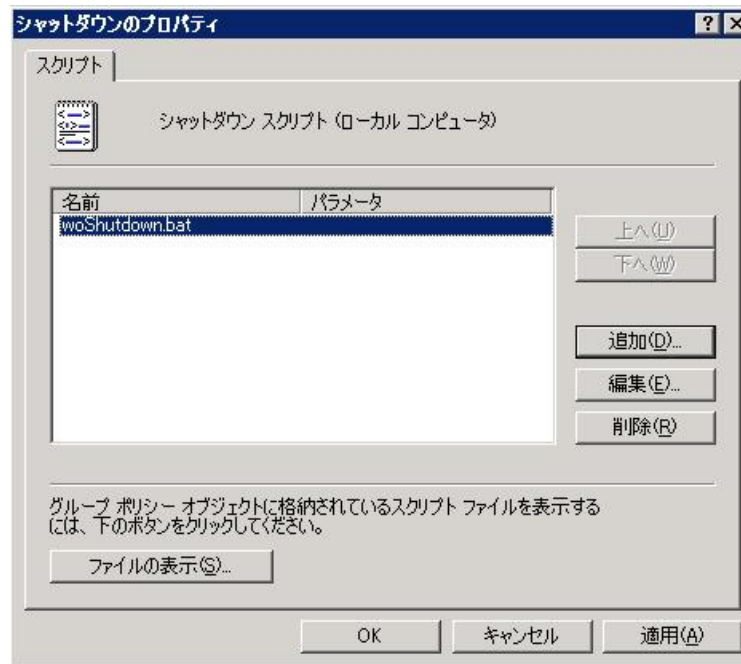 シャットダウンのプロパティ
スクリプト
シャットダウン スクリプト (ローカル コンピュータ)
名前 パラメータ
woShutdown.bat
上へ(U)
下へ(W)
追加(D)...
編集(E)...
削除(R)
グループ ポリシー オブジェクトに格納されているスクリプト ファイルを表示する
には、下のボタンをクリックしてください。
ファイルの表示(S)...
OK キャンセル 適用(A)